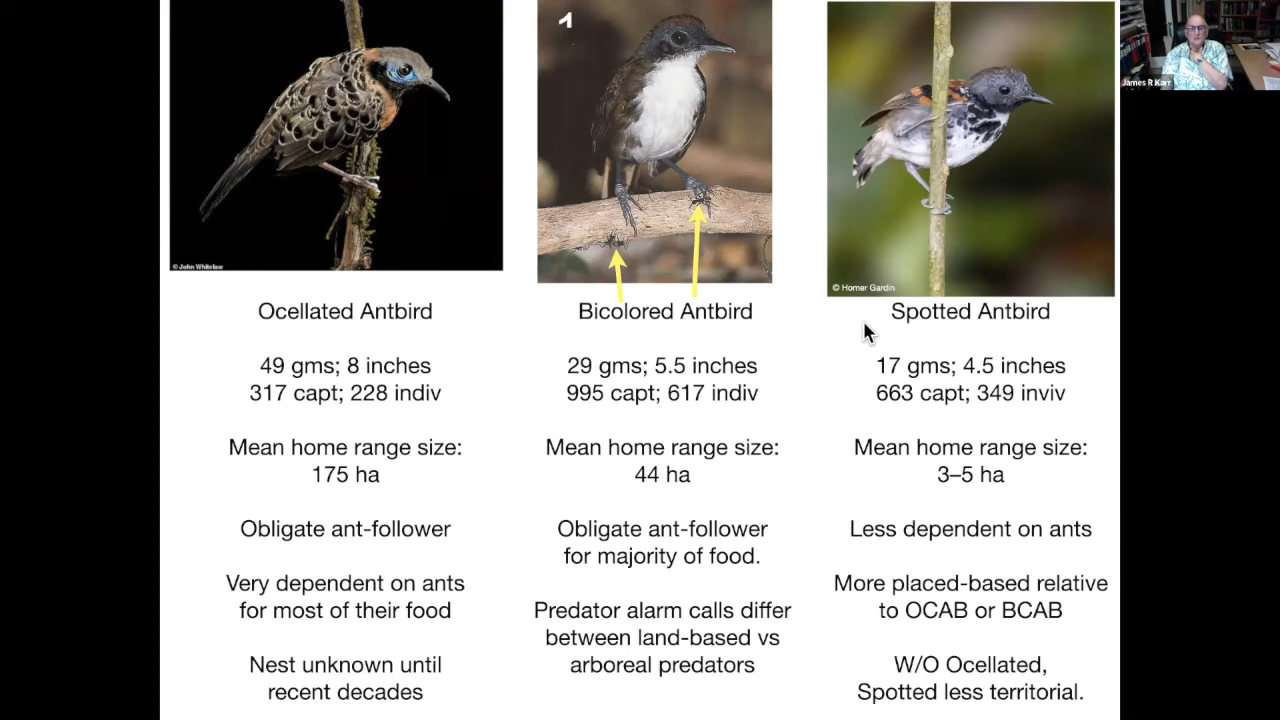 1
James R Karr
© John Whitelaw
© Homer Gardin
Ocellated Antbird
49 gms; 8 inches
317 capt; 228 indiv
Mean home range size:
175 ha
Obligate ant-follower
Very dependent on ants
for most of their food
Nest unknown until
recent decades
Bicolored Antbird
29 gms; 5.5 inches
995 capt; 617 indiv
Mean home range size:
44 ha
Obligate ant-follower
for majority of food.
Predator alarm calls differ
between land-based vs
arboreal predators
Spotted Antbird
17 gms; 4.5 inches
663 capt; 349 inviv
Mean home range size:
3–5 ha
Less dependent on ants
More placed-based relative
to OCAB or BCAB
W/O Ocellated,
Spotted less territorial.